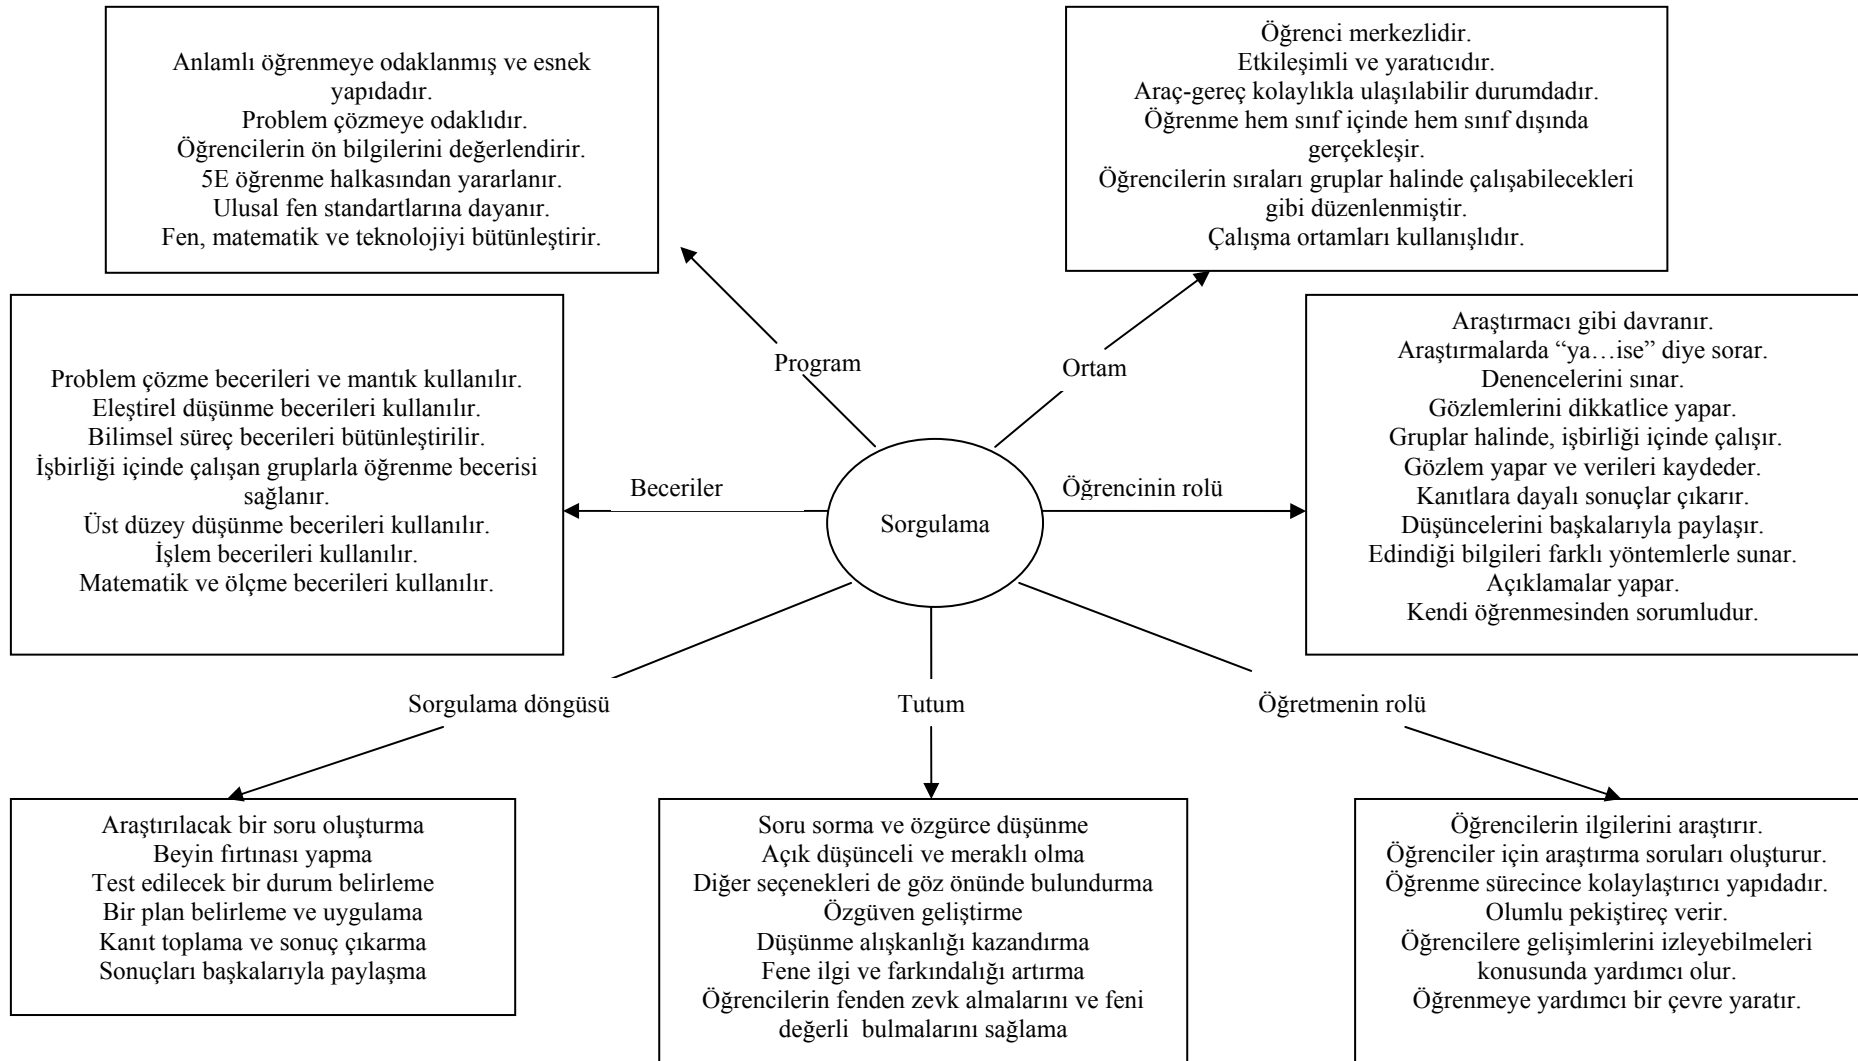 Anlamlı öğrenmeye odaklanmış ve esnek
yapıdadır.
Problem çözmeye odaklıdır.
Öğrencilerin ön bilgilerini değerlendirir.
5E öğrenme halkasından yararlanır.
Ulusal fen standartlarına dayanır.
Fen, matematik ve teknolojiyi bütünleştirir.
Öğrenci merkezlidir.
Etkileşimli ve yaratıcıdır.
Araç-gereç kolaylıkla ulaşılabilir durumdadır.
Öğrenme hem sınıf içinde hem sınıf dışında
gerçekleşir.
Öğrencilerin sıraları gruplar halinde çalışabilecekleri
gibi düzenlenmiştir.
Çalışma ortamları kullanışlıdır.
Program
Ortam
Problem çözme becerileri ve mantık kullanılır.
Eleştirel düşünme becerileri kullanılır.
Bilimsel süreç becerileri bütünleştirilir.
İşbirliği içinde çalışan gruplarla öğrenme becerisi
sağlanır.
Üst düzey düşünme becerileri kullanılır.
İşlem becerileri kullanılır.
Matematik ve ölçme becerileri kullanılır.
Beceriler
Sorgulama
Öğrencinin rolü
Araştırmacı gibi davranır.
Araştırmalarda “ya…ise” diye sorar.
Denencelerini sınar.
Gözlemlerini dikkatlice yapar.
Gruplar halinde, işbirliği içinde çalışır.
Gözlem yapar ve verileri kaydeder.
Kanıtlara dayalı sonuçlar çıkarır.
Düşüncelerini başkalarıyla paylaşır.
Edindiği bilgileri farklı yöntemlerle sunar.
Açıklamalar yapar.
Kendi öğrenmesinden sorumludur.
Sorgulama döngüsü
Tutum
Öğretmenin rolü
Araştırılacak bir soru oluşturma
Beyin fırtınası yapma
Test edilecek bir durum belirleme
Bir plan belirleme ve uygulama
Kanıt toplama ve sonuç çıkarma
Sonuçları başkalarıyla paylaşma
Soru sorma ve özgürce düşünme
Açık düşünceli ve meraklı olma
Diğer seçenekleri de göz önünde bulundurma
Özgüven geliştirme
Düşünme alışkanlığı kazandırma
Fene ilgi ve farkındalığı artırma
Öğrencilerin fenden zevk almalarını ve feni
değerli bulmalarını sağlama
Öğrencilerin ilgilerini araştırır.
Öğrenciler için araştırma soruları oluşturur.
Öğrenme sürecince kolaylaştırıcı yapıdadır.
Olumlu pekiştireç verir.
Öğrencilere gelişimlerini izleyebilmeleri
konusunda yardımcı olur.
Öğrenmeye yardımcı bir çevre yaratır.